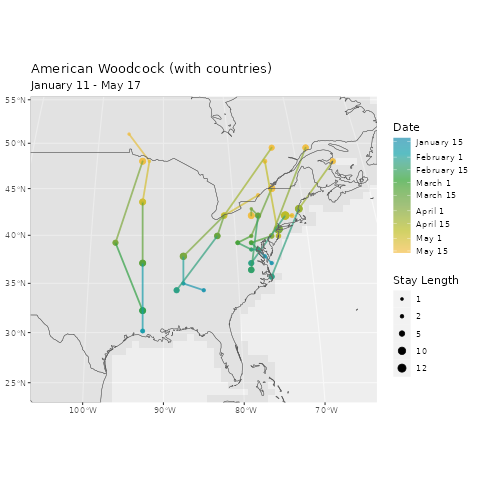 American Woodcock (with countries)
January 11 - May 17
55°N
50°N
45°N
40°N
35°N
30°N
25°N
100°W
90°W
80°W
70°W
Date
January 15
February 1
February 15
March 1
March 15
April 1
April 15
May 1
May 15
Stay Length
1
2
5
10
12